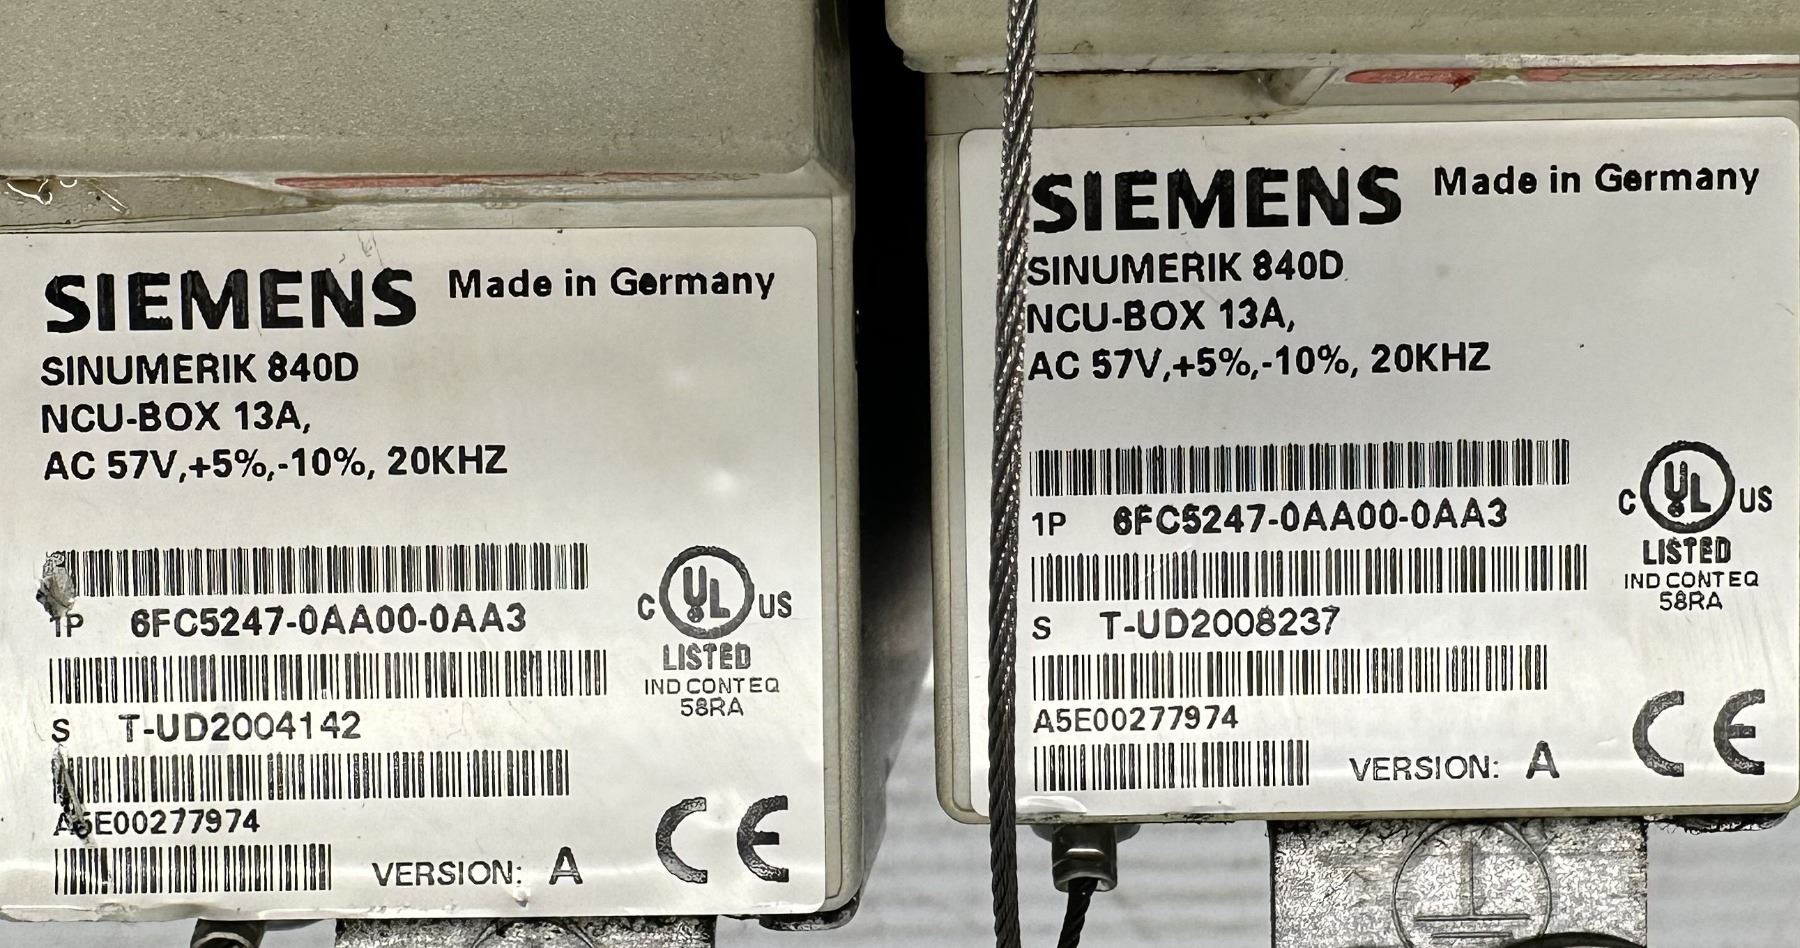 SIEMENS Made in Germany
SINUMERIK 840D
NCU-BOX 13A,
AC 57V,+5%,-10%, 20KHZ
1P 6FC5247-0AA00-0AA3
S T-UD2004142
A5E00277974
VERSION: A
C UL US
LISTED
IND CONT EQ
58RA
CE
SIEMENS Made in Germany
SINUMERIK 840D
NCU-BOX 13A,
AC 57V,+5%,-10%, 20KHZ
1P 6FC5247-0AA00-0AA3
S T-UD2008237
A5E00277974
VERSION: A
C UL US
LISTED
IND CONT EQ
58RA
CE